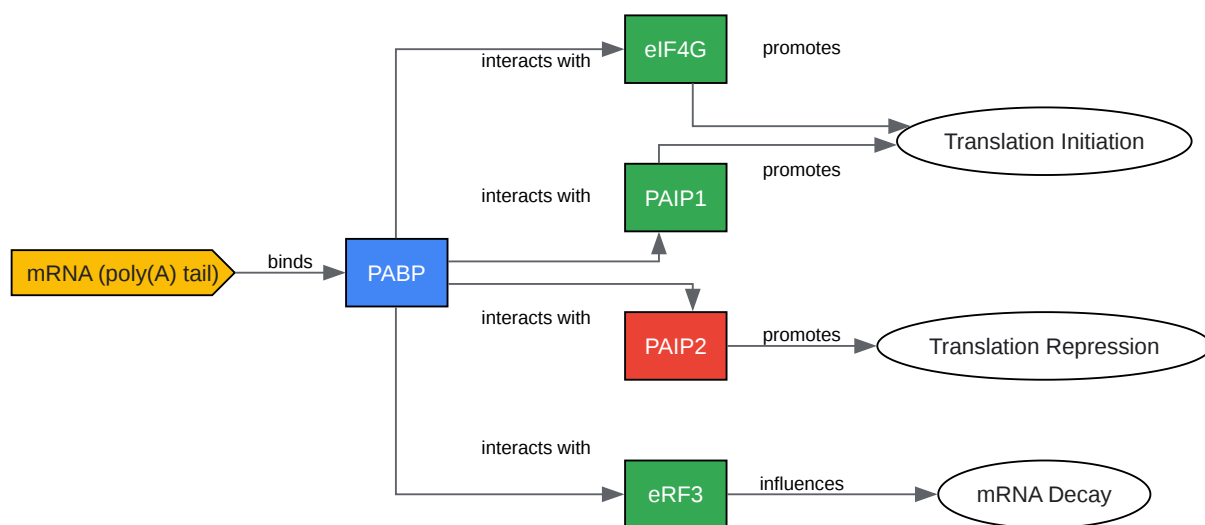 eIF4G
promotes
interacts with
Translation Initiation
promotes
interacts with
PAIP1
mRNA (poly(A) tail)
binds
PABP
interacts with
PAIP2
promotes
Translation Repression
interacts with
eRF3
influences
mRNA Decay